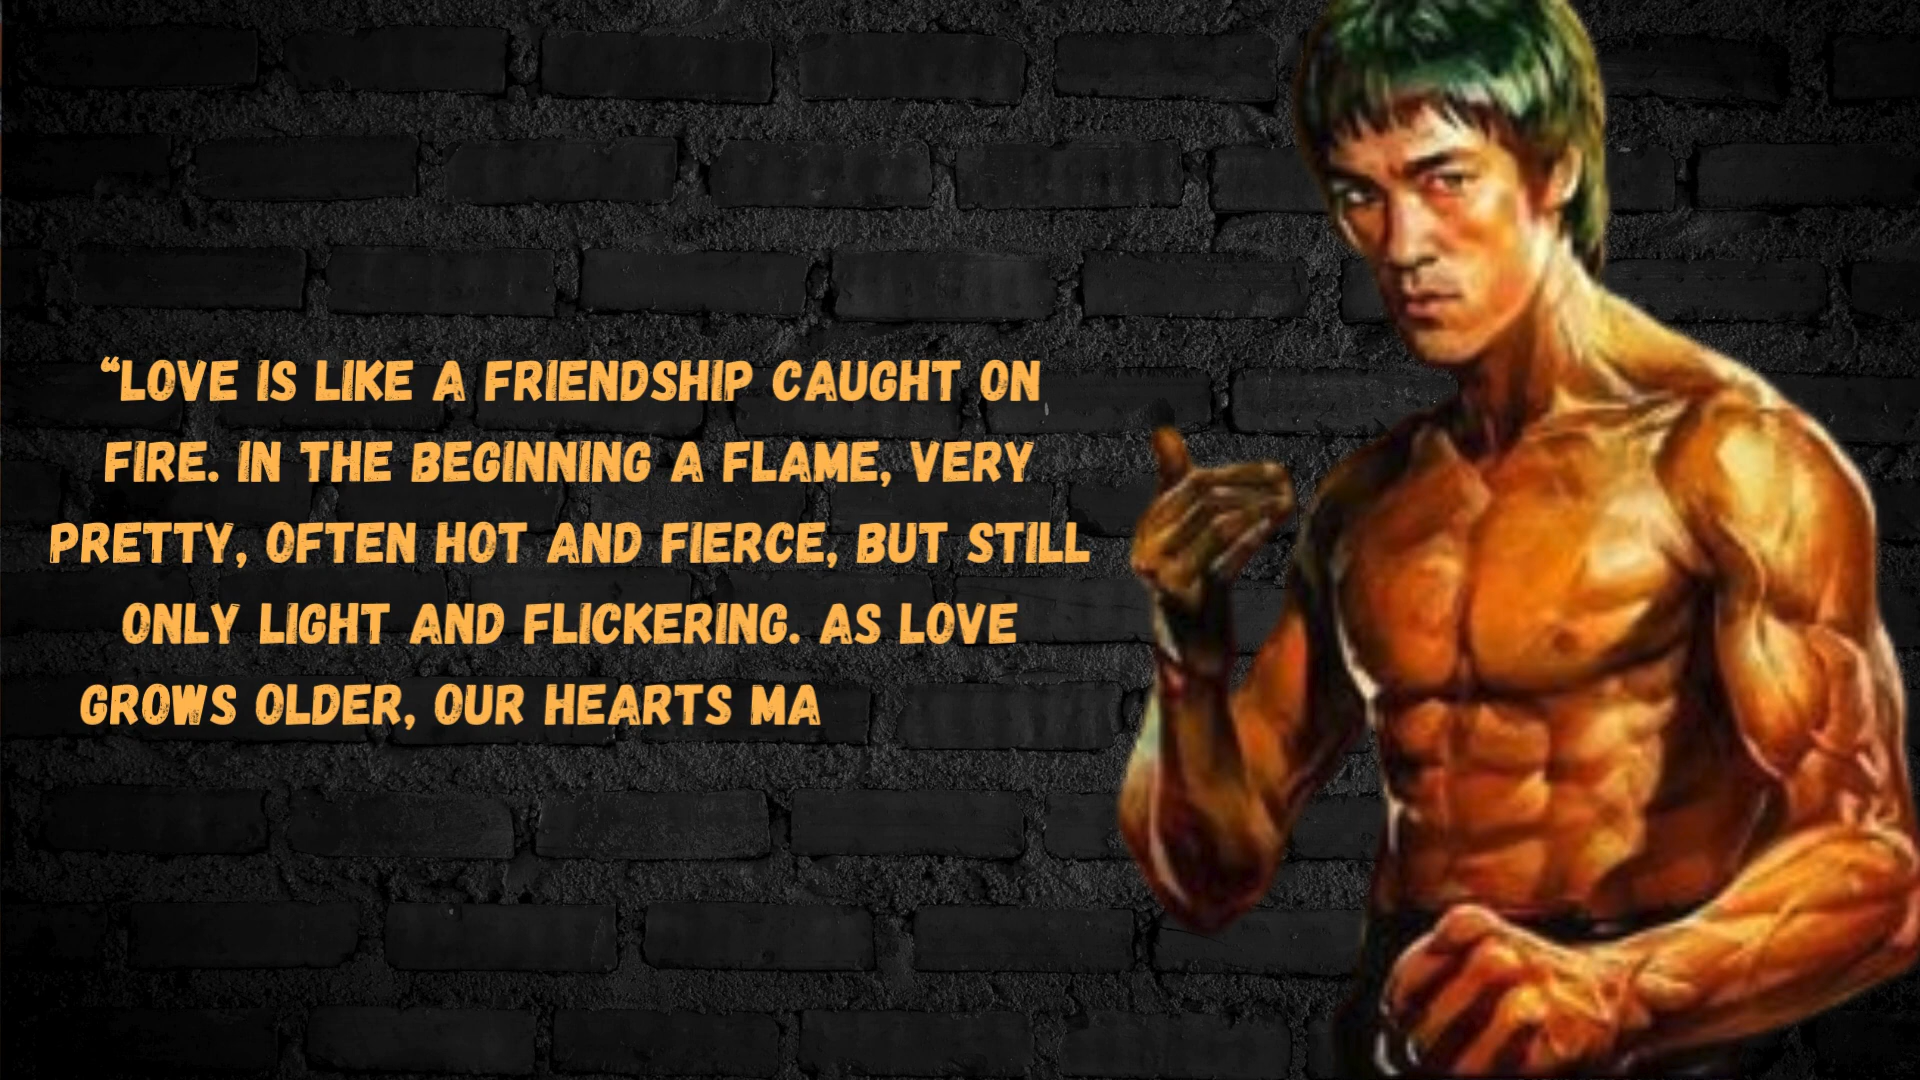 “LOVE IS LIKE A FRIENDSHIP CAUGHT ON
FIRE. IN THE BEGINNING A FLAME, VERY
PRETTY, OFTEN HOT AND FIERCE, BUT STILL
ONLY LIGHT AND FLICKERING. AS LOVE
GROWS OLDER, OUR HEARTS MA